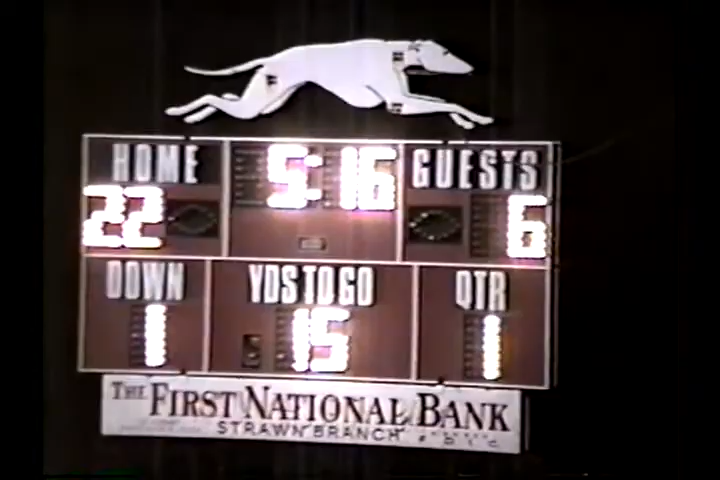 HOME 5:16 GUESTS
22 6
DOWN YDS TO GO QTR
1 15 1
THE FIRST NATIONAL BANK
STRAWN BRANCH